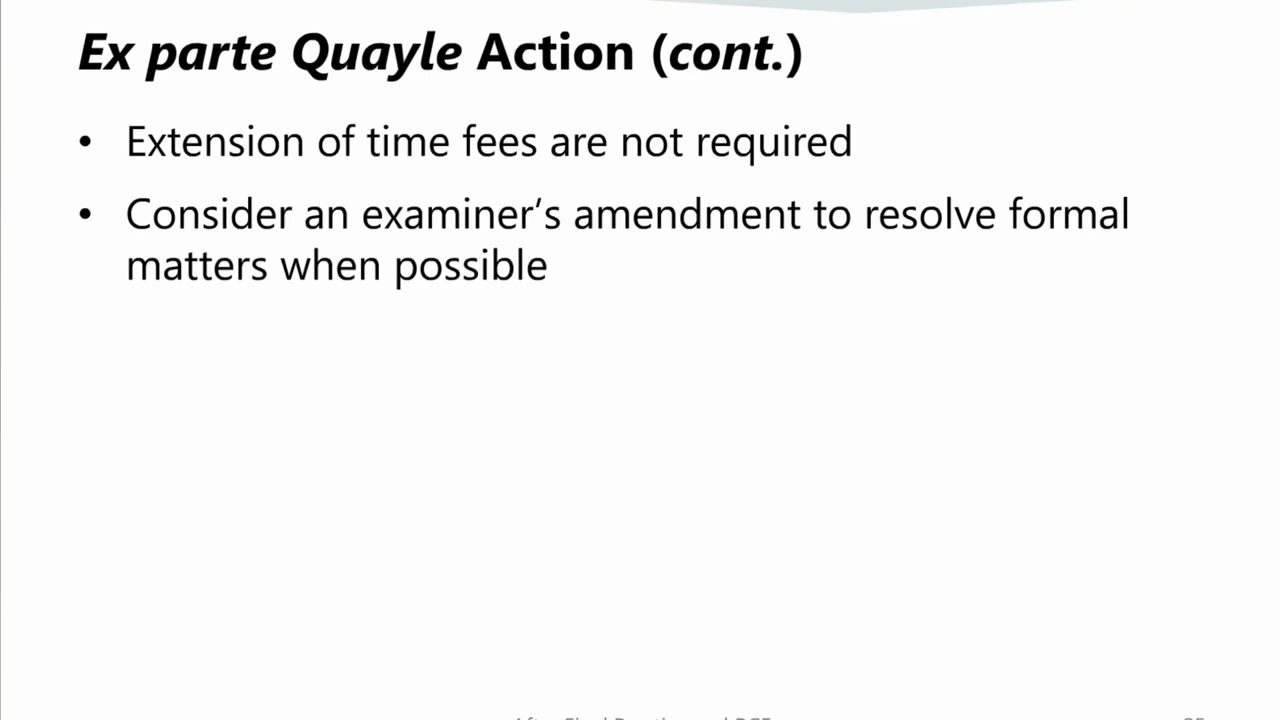 Ex parte Quayle Action (cont.)
• Extension of time fees are not required
• Consider an examiner’s amendment to resolve formal
matters when possible